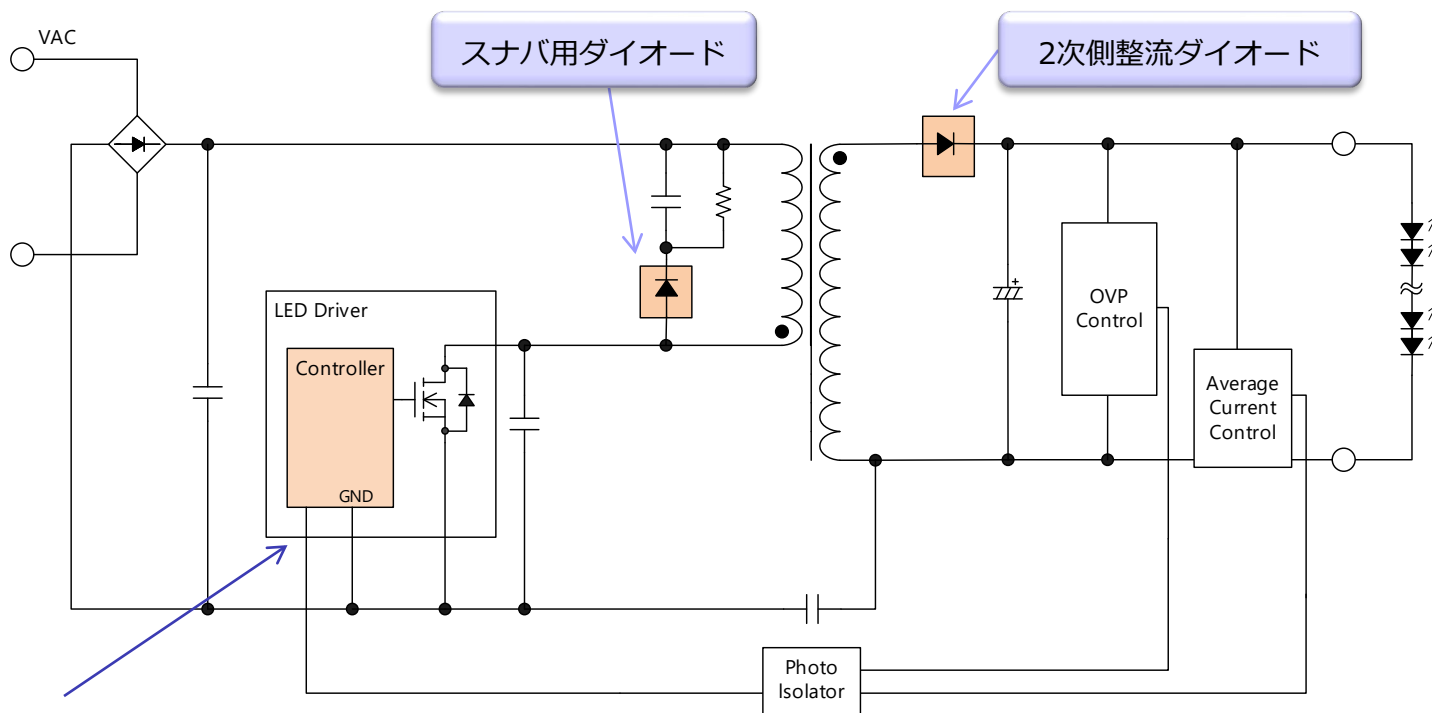 VAC
スナバ用ダイオード
2次側整流ダイオード
LED Driver
Controller
GND
+
OVP
Control
Average
Current
Control
Photo
Isolator